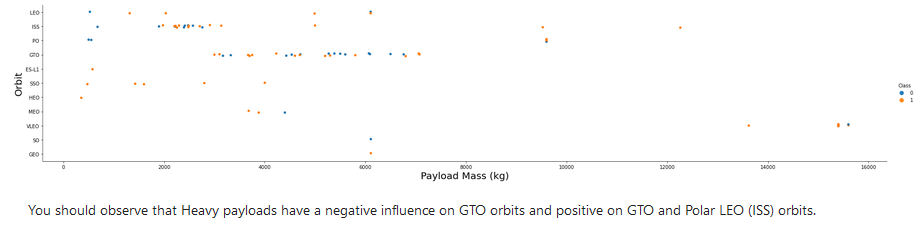 LEO
ISS
PO
GTO
ES-L1
SSO
HEO
MEO
VLEO
SO
GEO
Orbit
0 2000 4000 6000 8000 10000 12000 14000 16000
Payload Mass (kg)
Class
0
1
You should observe that Heavy payloads have a negative influence on GTO orbits and positive on GTO and Polar LEO (ISS) orbits.